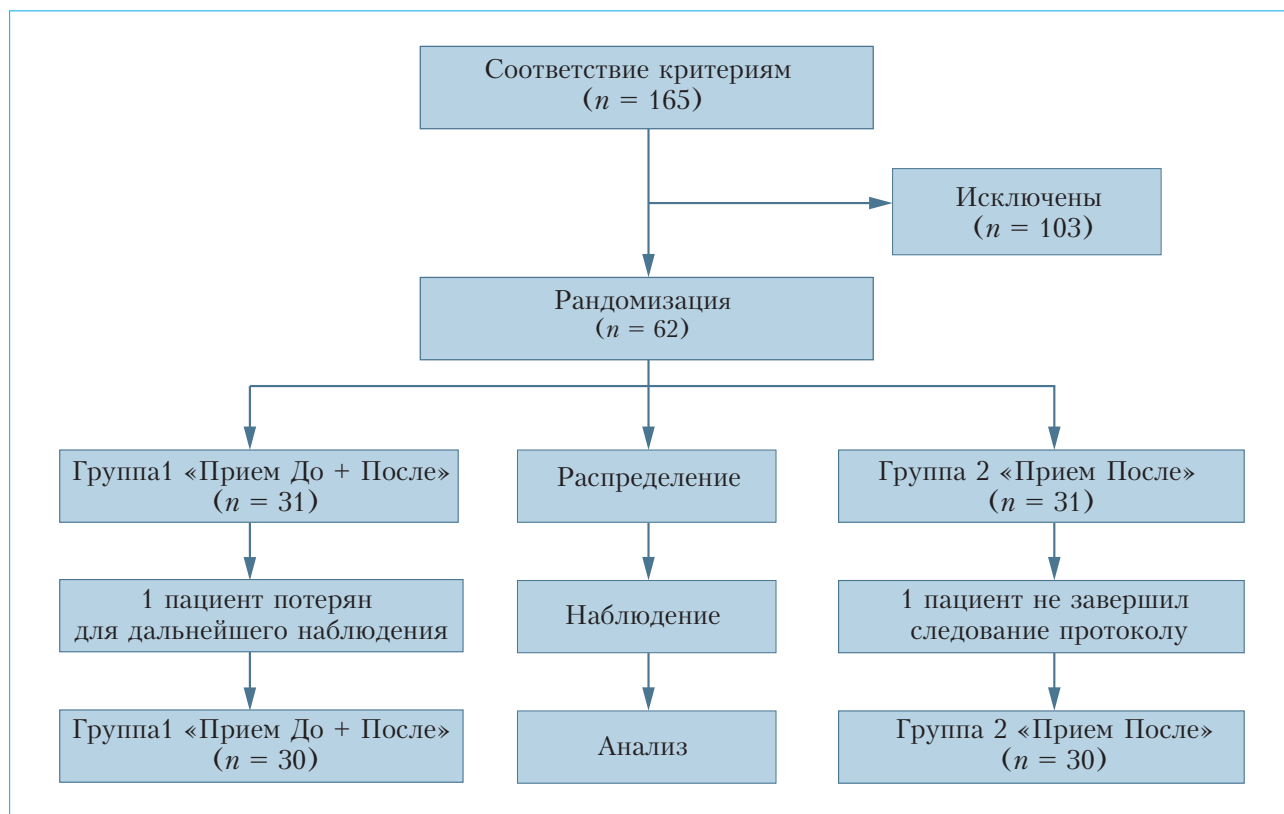 Соответствие критериям
(n = 165)
Исключены
(n = 103)
Рандомизация
(n = 62)
Группа1 «Прием До + После»
(n = 31)
Распределение
Группа 2 «Прием После»
(n = 31)
1 пациент потерян
для дальнейшего наблюдения
Наблюдение
1 пациент не завершил
следование протоколу
Группа1 «Прием До + После»
(n = 30)
Анализ
Группа 2 «Прием После»
(n = 30)